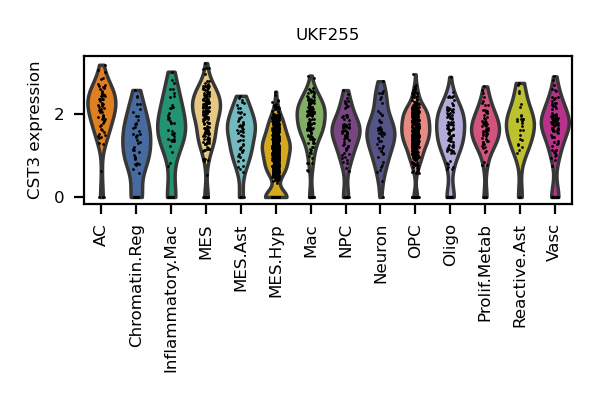 UKF255
CST3 expression
2
0
AC
Chromatin.Reg
Inflammatory.Mac
MES
MES.Ast
MES.Hyp
Mac
NPC
Neuron
OPC
Oligo
Prolif.Metab
Reactive.Ast
Vasc